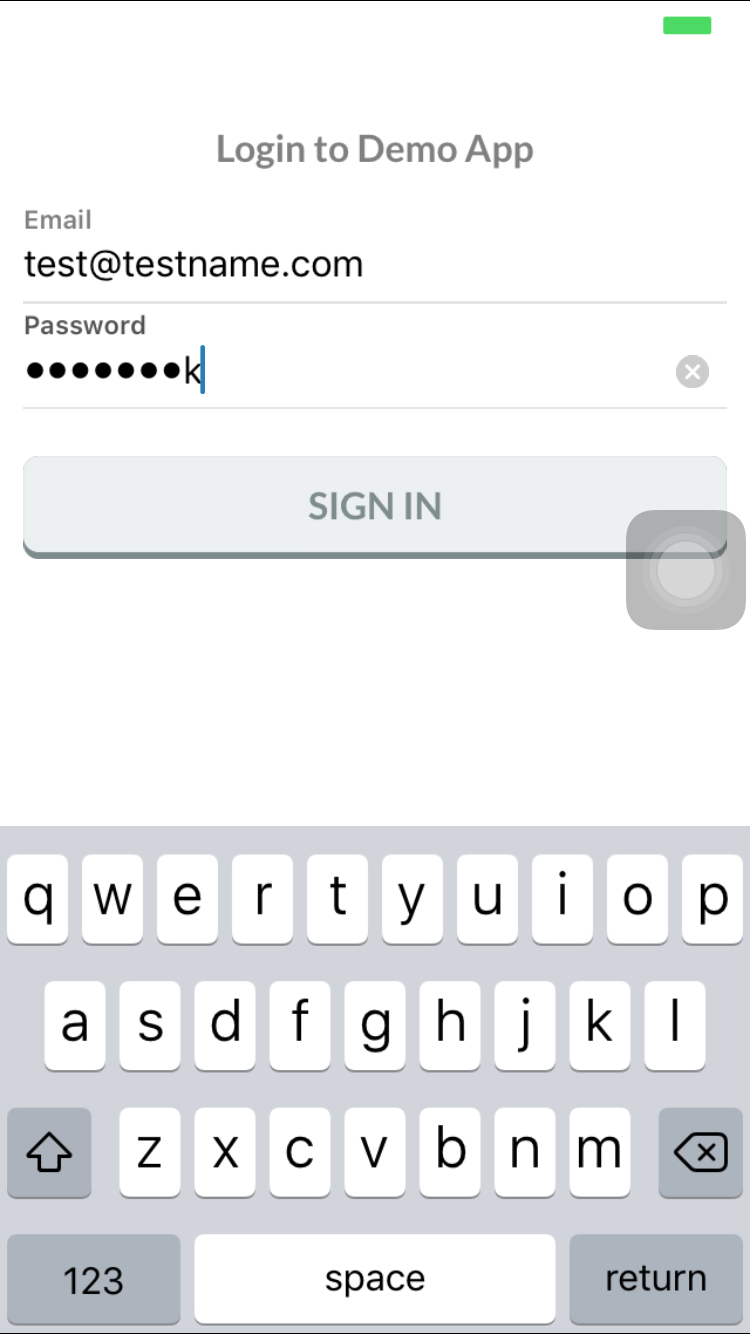 Login to Demo App
Email
test@testname.com
Password
●●●●●●●k
SIGN IN
q w e r t y u i o p
a s d f g h j k l
z x c v b n m
123 space return